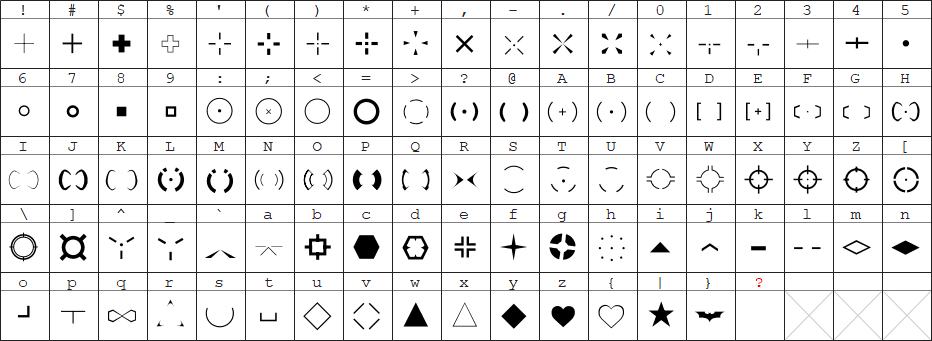 ! # $ % ' ( ) * + , – . / 0 1 2 3 4 5
6 7 8 9 : ; < = > ? @ A B C D E F G H
I J K L M N O P Q R S T U V W X Y Z [
\ ] ^ _ ` a b c d e f g h i j k l m n
o p q r s t u v w x y z { | } ?